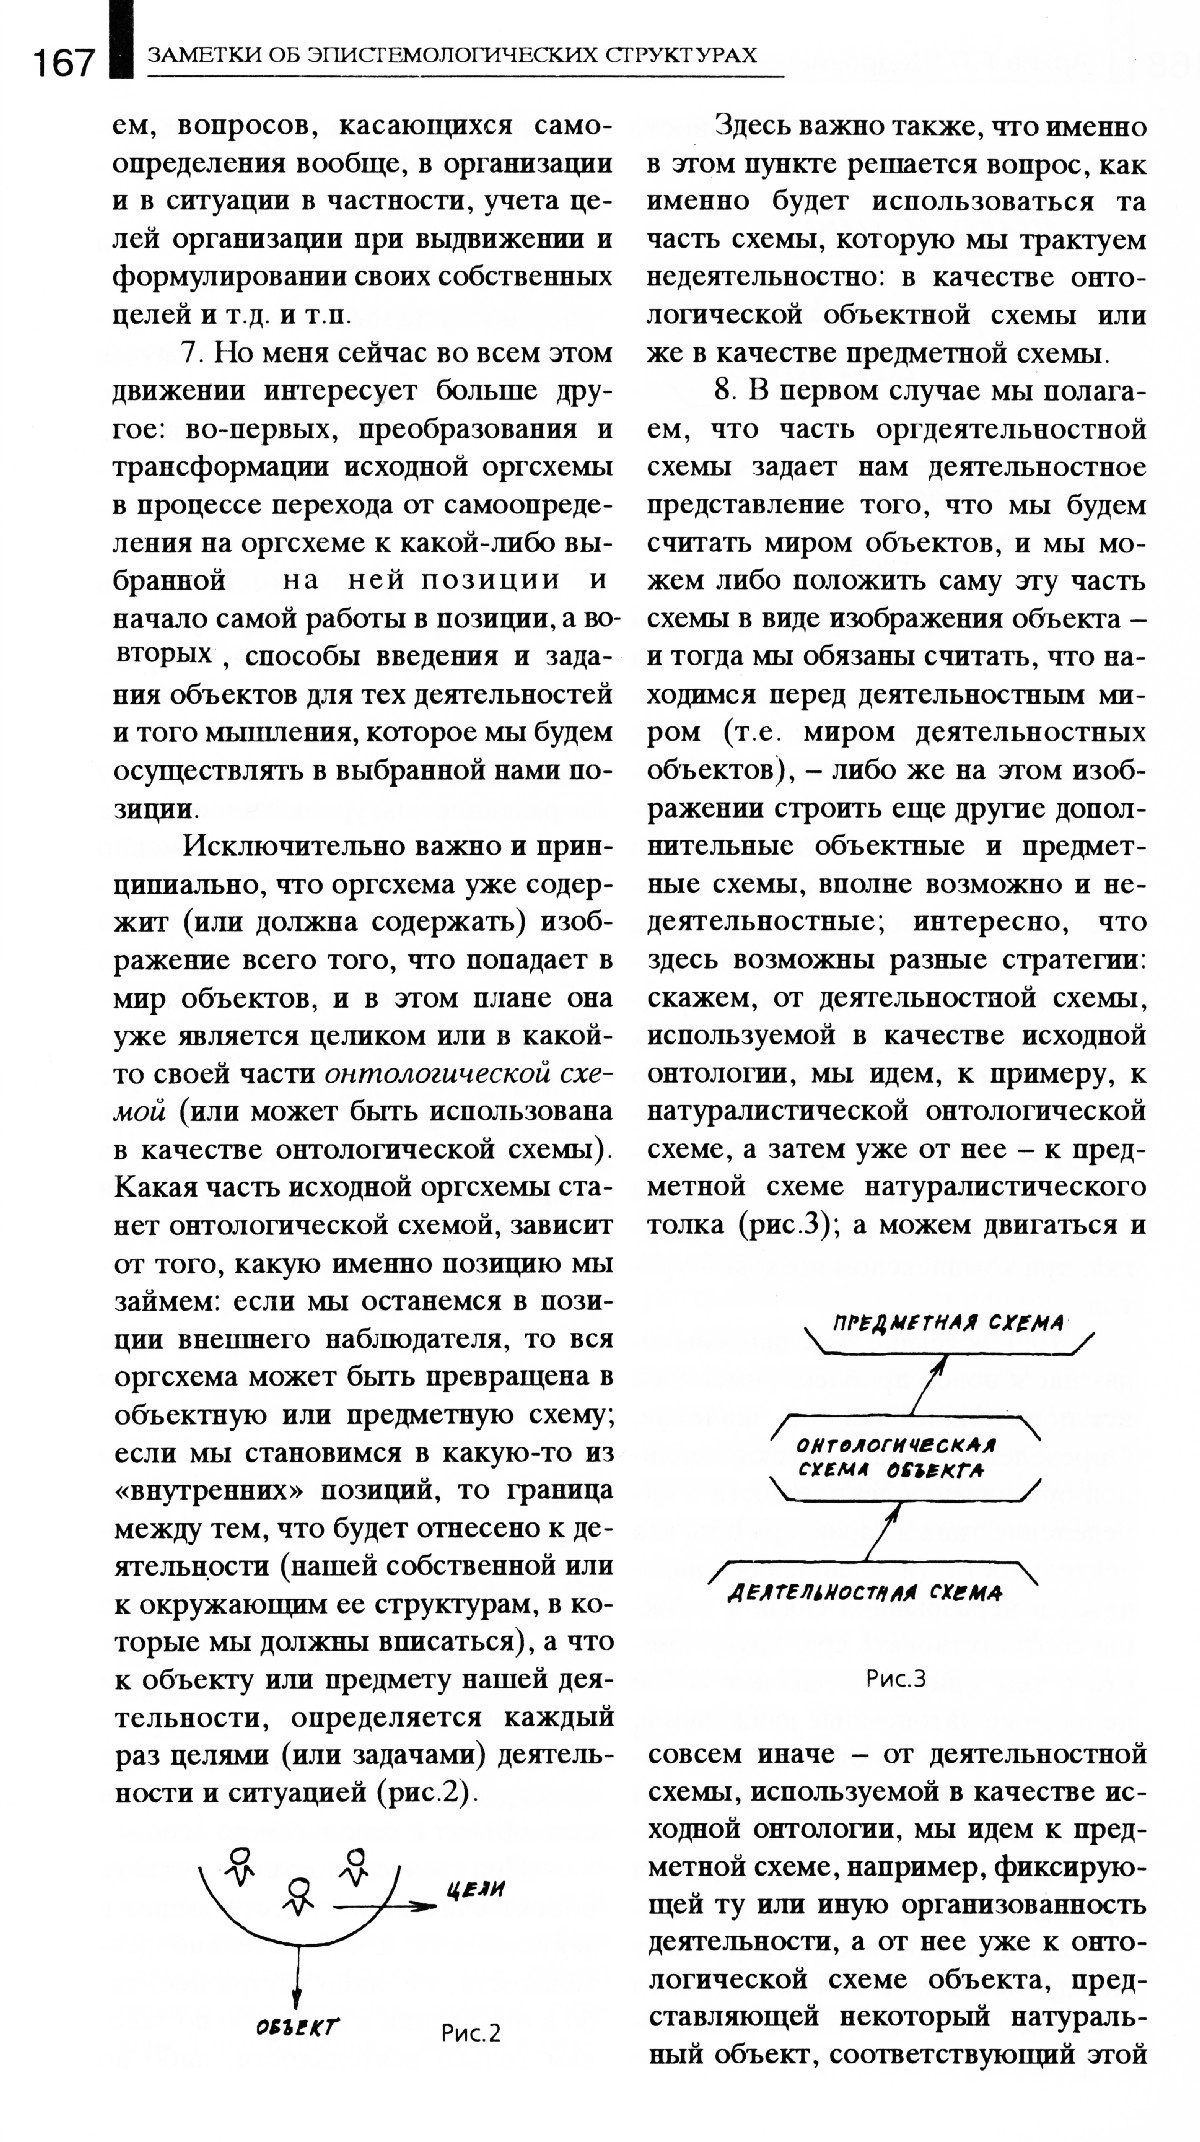 167
ЗАМЕТКИ ОБ ЭПИСТЕМОЛОГИЧЕСКИХ СТРУКТУРАХ
ем, вопросов, касающихся само-
определения вообще, в организации
и в ситуации в частности, учета це-
лей организации при выдвижении и
формулировании своих собственных
целей и т.д. и т.п.
7. Но меня сейчас во всем этом
движении интересует больше дру-
гое: во-первых, преобразования и
трансформации исходной оргсхемы
в процессе перехода от самоопреде-
ления на оргсхеме к какой-либо вы-
бранной на ней позиции и
начало самой работы в позиции, а во-
вторых , способы введения и зада-
ния объектов для тех деятельностей
и того мышления, которое мы будем
осуществлять в выбранной нами по-
зиции.
Исключительно важно и прин-
ципиально, что оргсхема уже содер-
жит (или должна содержать) изоб-
ражение всего того, что попадает в
мир объектов, и в этом плане она
уже является целиком или в какой-
то своей части онтологической схе-
мой (или может быть использована
в качестве онтологической схемы).
Какая часть исходной оргсхемы ста-
нет онтологической схемой, зависит
от того, какую именно позицию мы
займем: если мы останемся в пози-
ции внешнего наблюдателя, то вся
оргсхема может быть превращена в
объектную или предметную схему;
если мы становимся в какую-то из
«внутренних» позиций, то граница
между тем, что будет отнесено к де-
ятельности (нашей собственной или
к окружающим ее структурам, в ко-
торые мы должны вписаться), а что
к объекту или предмету нашей дея-
тельности, определяется каждый
раз целями (или задачами) деятель-
ности и ситуацией (рис.2).
ЦЕЛИ
ОБЪЕКТ
Рис.2
Здесь важно также, что именно
в этом пункте решается вопрос, как
именно будет использоваться та
часть схемы, которую мы трактуем
недеятельностно: в качестве онто-
логической объектной схемы или
же в качестве предметной схемы.
8. В первом случае мы полага-
ем, что часть оргдеятельностной
схемы задает нам деятельностное
представление того, что мы будем
считать миром объектов, и мы мо-
жем либо положить саму эту часть
схемы в виде изображения объекта –
и тогда мы обязаны считать, что на-
ходимся перед деятельностным ми-
ром (т.е. миром деятельностных
объектов), – либо же на этом изоб-
ражении строить еще другие допол-
нительные объектные и предмет-
ные схемы, вполне возможно и не-
деятельностные; интересно, что
здесь возможны разные стратегии:
скажем, от деятельностной схемы,
используемой в качестве исходной
онтологии, мы идем, к примеру, к
натуралистической онтологической
схеме, а затем уже от нее – к пред-
метной схеме натуралистического
толка (рис.3); а можем двигаться и
ПРЕДМЕТНАЯ СХЕМА
ОНТОЛОГИЧЕСКАЯ
СХЕМА ОБЪЕКТА
ДЕЯТЕЛЬНОСТНАЯ СХЕМА
Рис.3
совсем иначе – от деятельностной
схемы, используемой в качестве ис-
ходной онтологии, мы идем к пред-
метной схеме, например, фиксирую-
щей ту или иную организованность
деятельности, а от нее уже к онто-
логической схеме объекта, пред-
ставляющей некоторый натураль-
ный объект, соответствующий этой